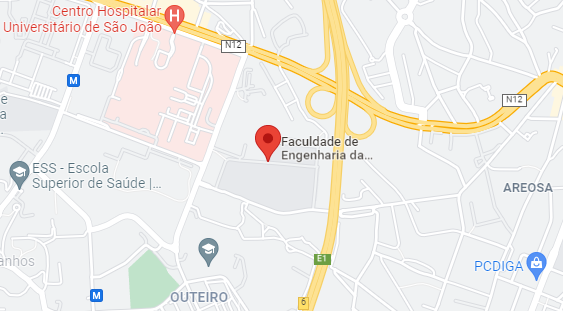 Centro Hospitalar
Universitário de São João
H
N12
M
e
a
N12
Faculdade de
Engenharia da...
ESS - Escola
Superior de Saúde |...
AREOSA
E1
PCDIGA
anhos
M
OUTEIRO
6